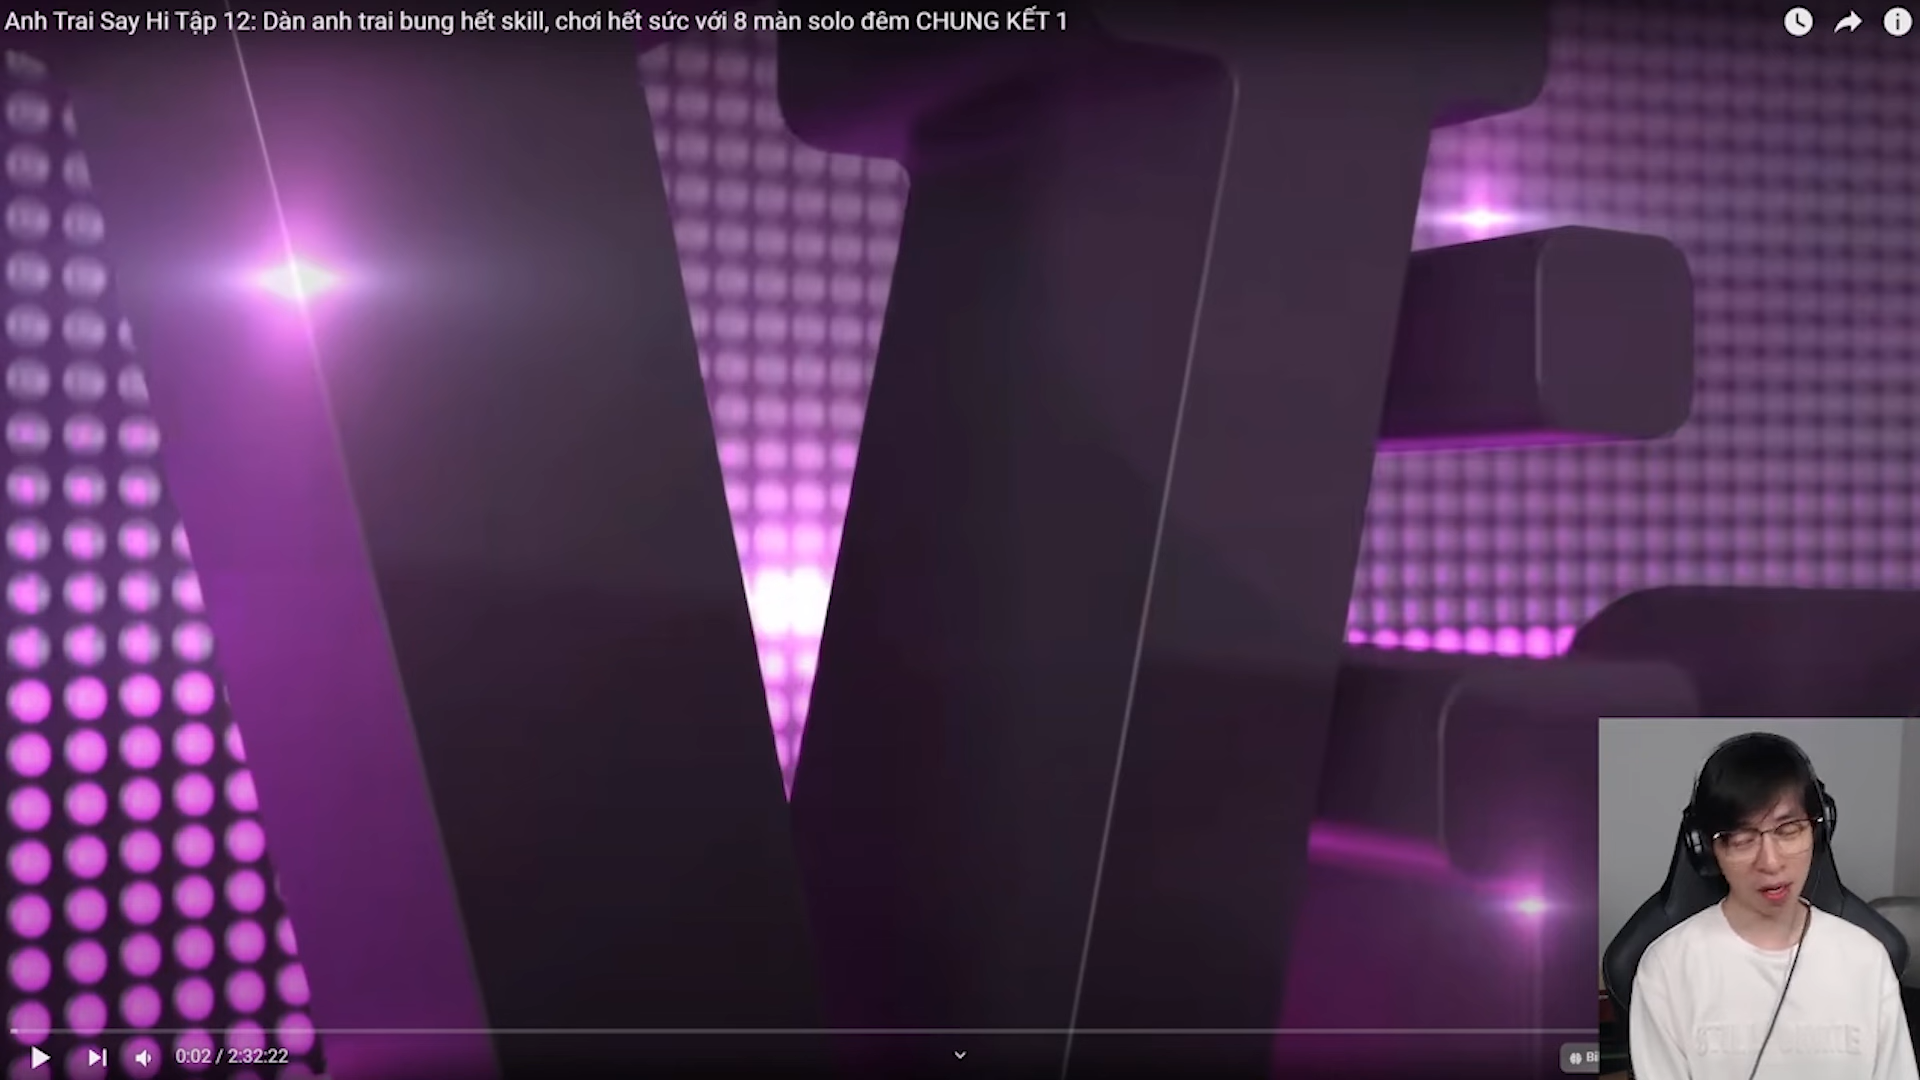 Anh Trai Say Hi Tập 12: Dàn anh trai bung hết skill, chơi hết sức với 8 màn solo đêm CHUNG KẾT 1
0:02 / 2:32:22
Bì